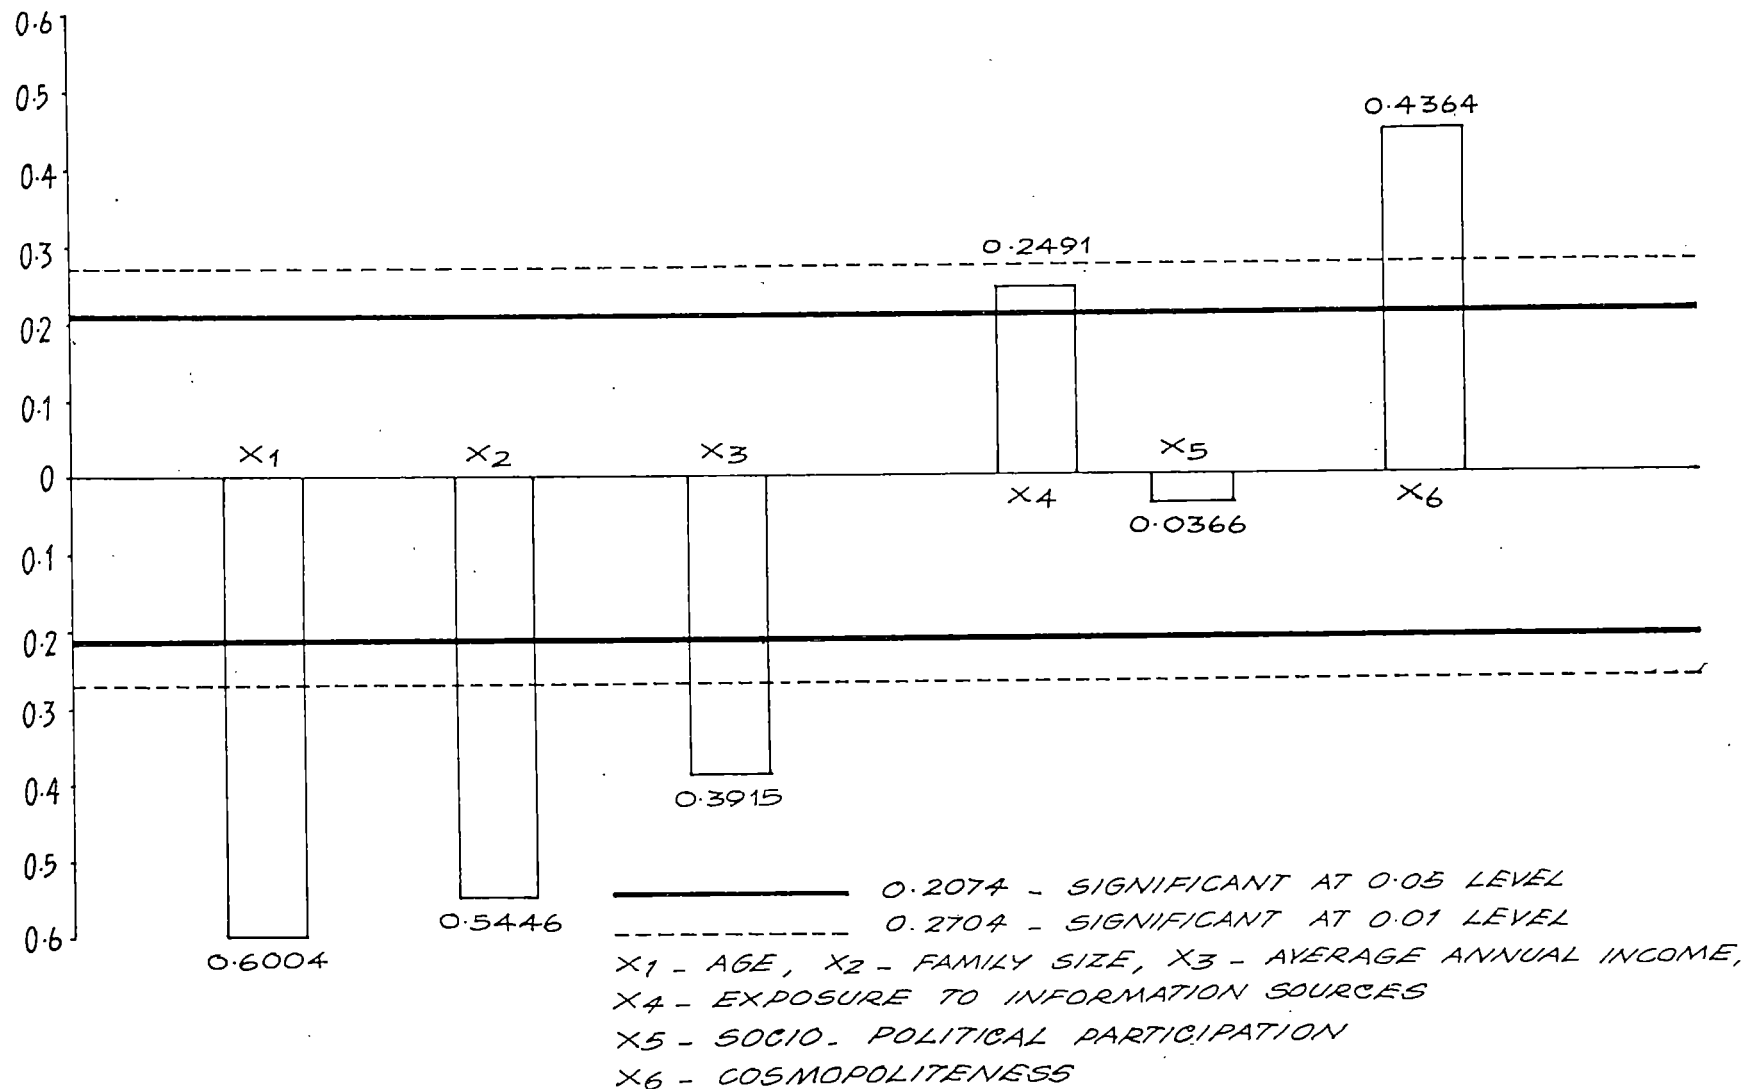 0.6
0.5
0.4
0.3
0.2
0.1
0
0.1
0.2
0.3
0.4
0.5
0.6
0.4364
0.2491
X1 X2 X3 X5
X4 X6
0.0366
0.3915
0.5446
0.6004
0.2074 - SIGNIFICANT AT 0.05 LEVEL
0.2704 - SIGNIFICANT AT 0.01 LEVEL
X1 - AGE, X2 - FAMILY SIZE, X3 - AVERAGE ANNUAL INCOME,
X4 - EXPOSURE TO INFORMATION SOURCES
X5 - SOCIO- POLITICAL PARTICIPATION
X6 - COSMOPOLITENESS